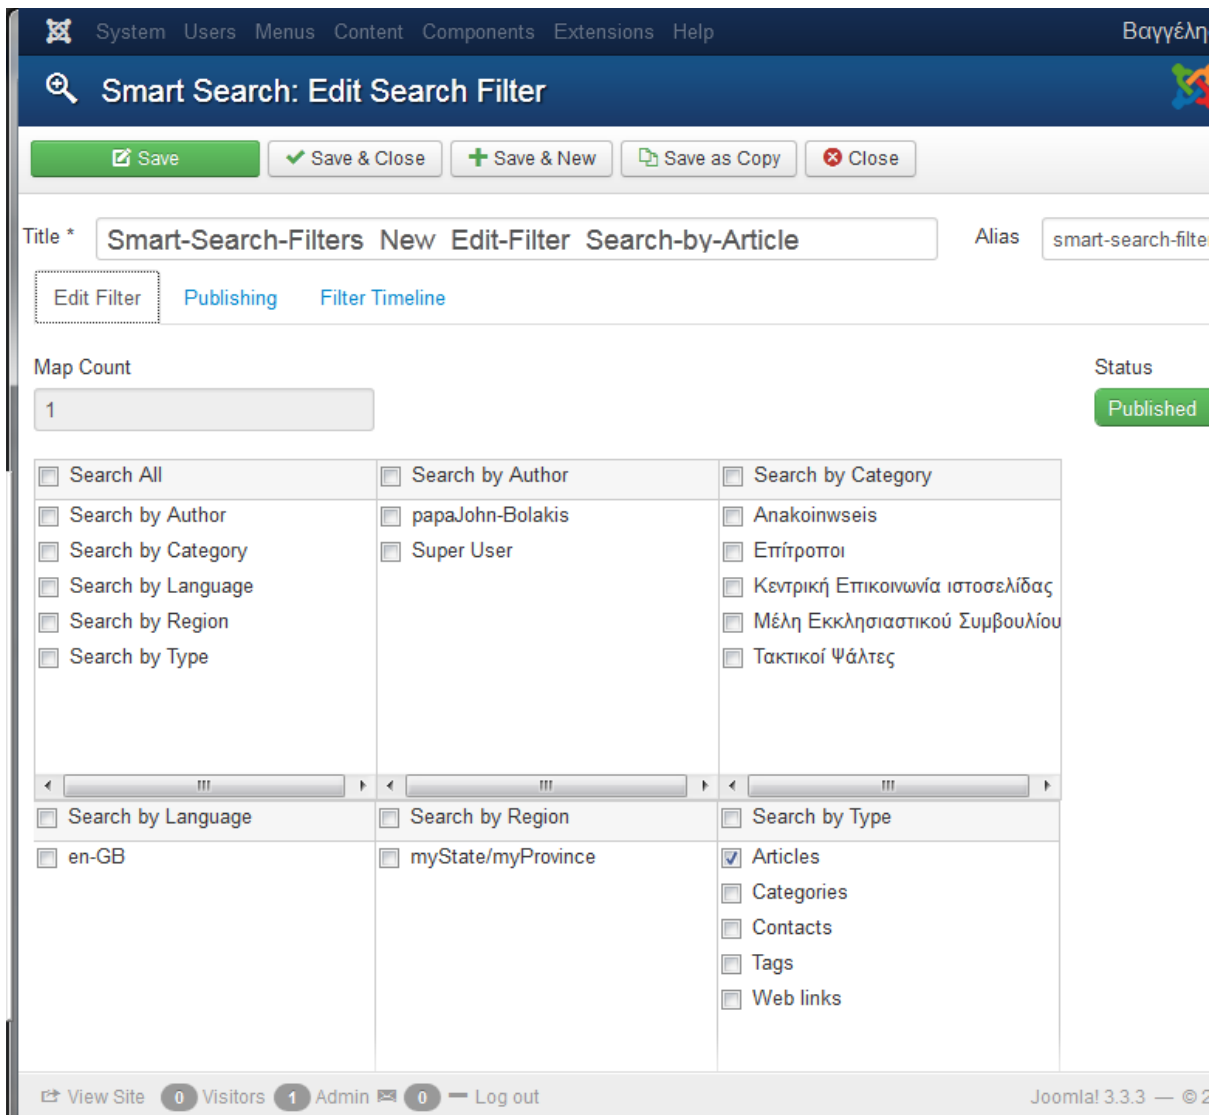 System Users Menus Content Components Extensions Help Βαγγέλη
Smart Search: Edit Search Filter
Save Save & Close Save & New Save as Copy Close
Title * Smart-Search-Filters New Edit-Filter Search-by-Article Alias smart-search-filter
Edit Filter Publishing Filter Timeline
Map Count Status
1 Published
Search All Search by Author Search by Category
Search by Author papaJohn-Bolakis Anakoinwseis
Search by Category Super User Επίτροποι
Search by Language Κεντρική Επικοινωνία ιστοσελίδας
Search by Region Μέλη Εκκλησιαστικού Συμβουλίου
Search by Type Τακτικοί Ψάλτες
Search by Language Search by Region Search by Type
en-GB myState/myProvince Articles
Categories
Contacts
Tags
Web links
View Site 0 Visitors 1 Admin 0 Log out Joomla! 3.3.3 — © 2